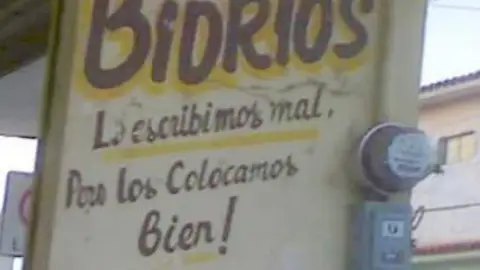 BiDRiOs
Lo escribimos mal,
Pero los Colocamos
Bien!